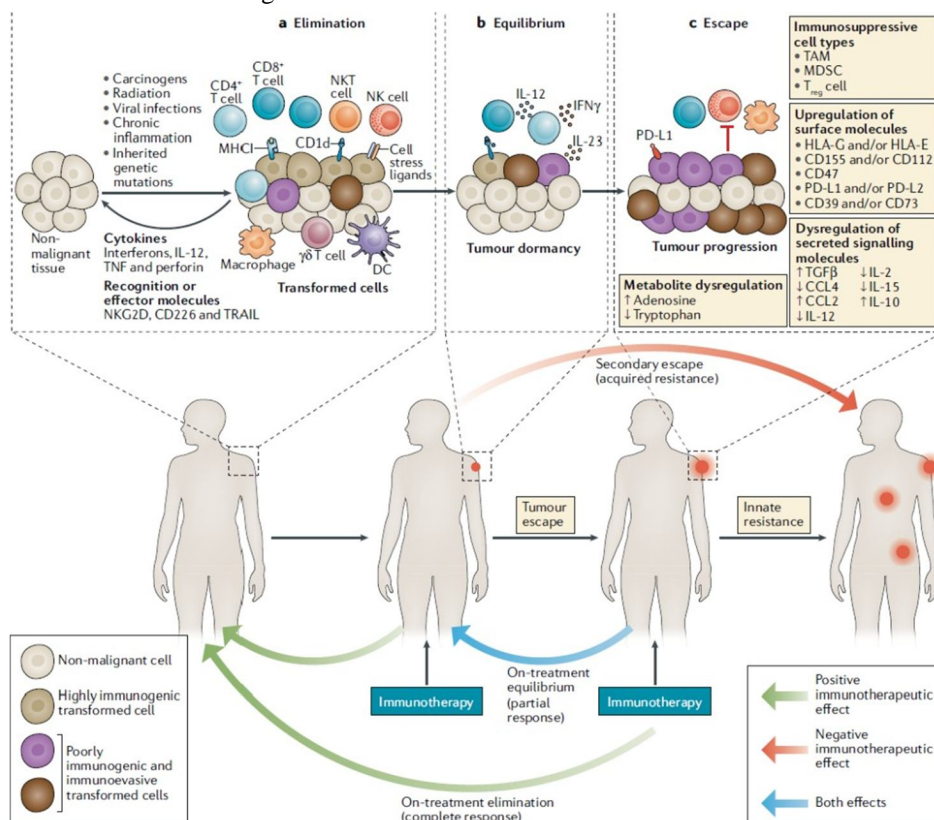 a Elimination
b Equilibrium
c Escape
• Carcinogens
• Radiation
• Viral infections
• Chronic
inflammation
• Inherited
genetic
mutations
CD4⁺
T cell
CD8⁺
T cell
NKT
cell
NK cell
MHCI
CD1d
Cell
stress
ligands
Non-
malignant
tissue
Cytokines
Interferons, IL-12,
TNF and perforin
Recognition or
effector molecules
NKG2D, CD226 and TRAIL
Macrophage
γδ T cell
DC
Transformed cells
IL-12
IFNγ
IL-23
Tumour dormancy
PD-L1
Tumour progression
Immunosuppressive
cell types
• TAM
• MDSC
• T reg cell
Upregulation of
surface molecules
• HLA-G and/or HLA-E
• CD155 and/or CD112
• CD47
• PD-L1 and/or PD-L2
• CD39 and/or CD73
Dysregulation of
secreted signalling
molecules
↑TGFβ ↓IL-2
↓CCL4 ↓IL-15
↑CCL2 ↑IL-10
↓IL-12
Metabolite dysregulation
↑ Adenosine
↓Tryptophan
Secondary escape
(acquired resistance)
Tumour
escape
Innate
resistance
Immunotherapy
On-treatment
equilibrium
(partial
response)
Immunotherapy
On-treatment elimination
(complete response)
Non-malignant cell
Highly immunogenic
transformed cell
Poorly
immunogenic and
immunoevasive
transformed cells
Positive
immunotherapeutic
effect
Negative
immunotherapeutic
effect
Both effects